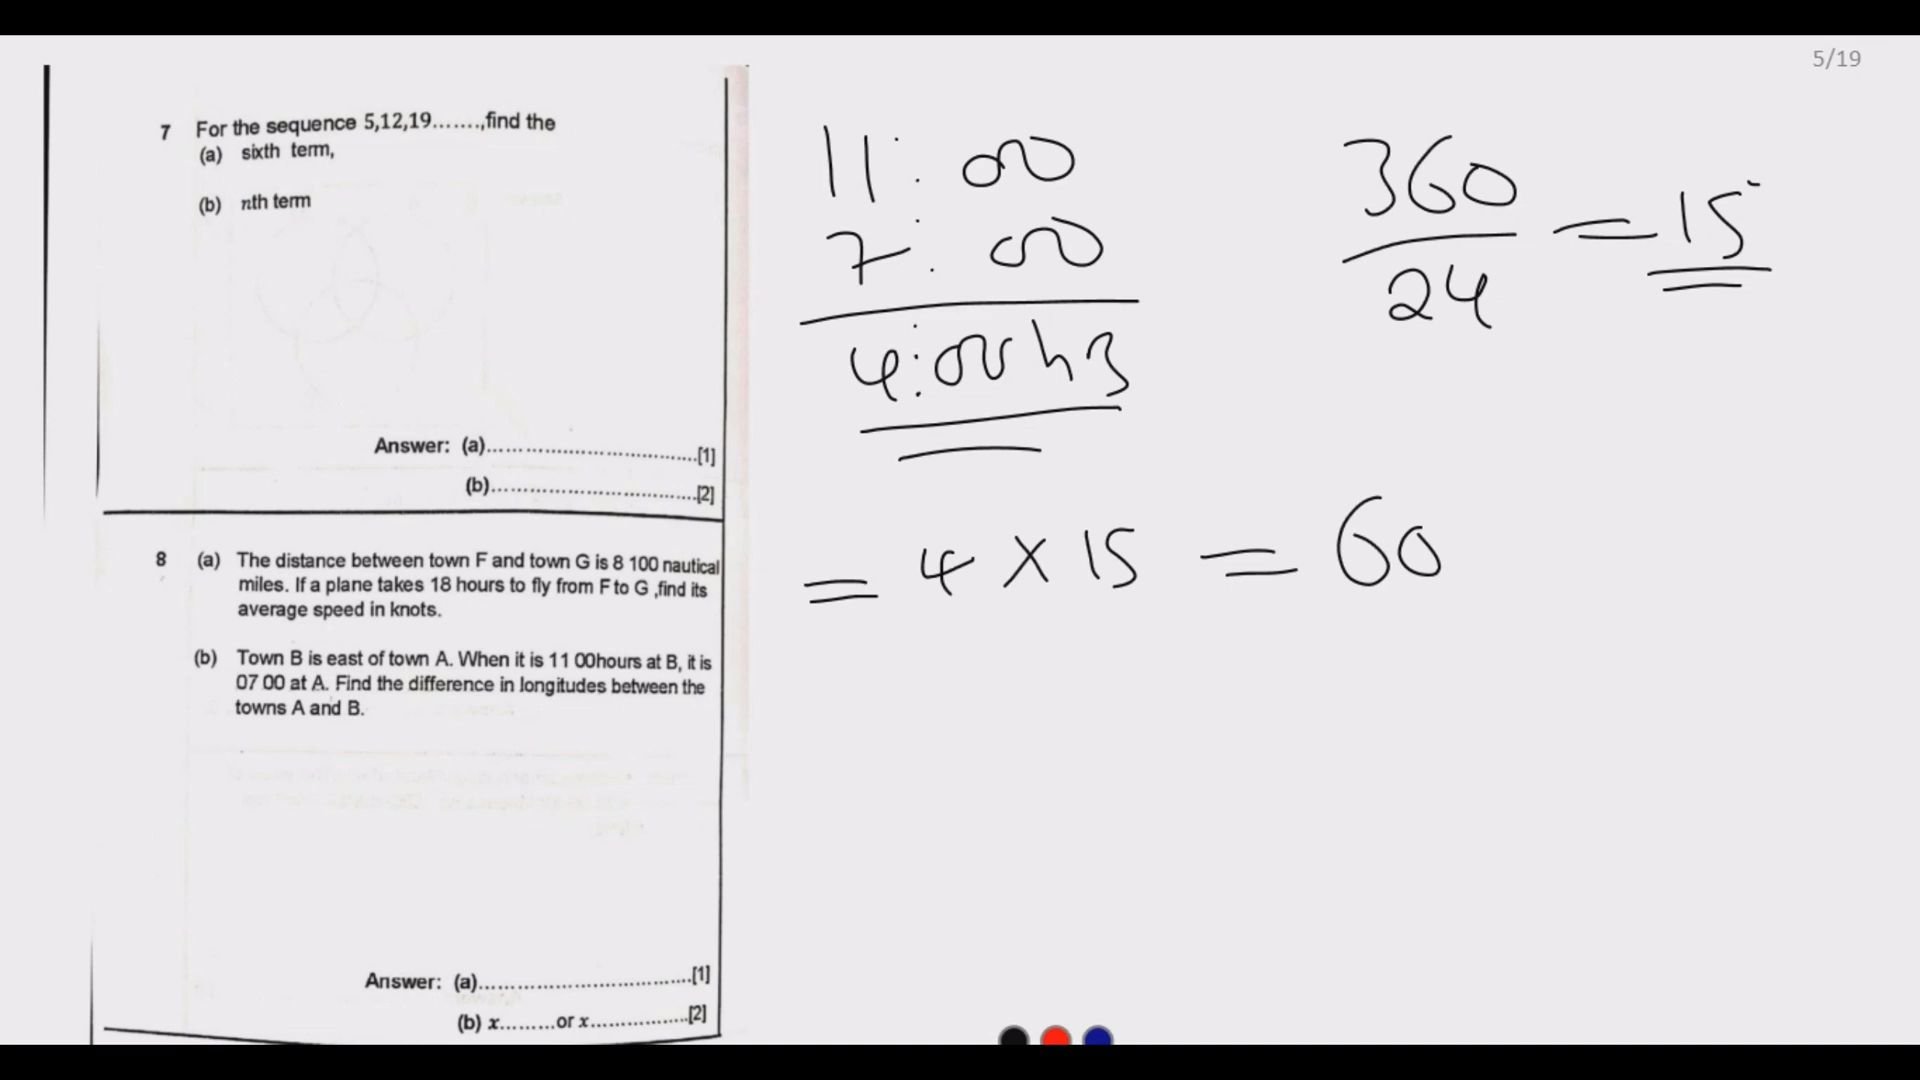 5/19
7 For the sequence 5,12,19.......,find the
(a) sixth term,
(b) nth term
Answer: (a)........................................[1]
(b)........................................[2]
8 (a) The distance between town F and town G is 8 100 nautical
miles. If a plane takes 18 hours to fly from F to G ,find its
average speed in knots.
(b) Town B is east of town A. When it is 11 00hours at B, it is
07 00 at A. Find the difference in longitudes between the
towns A and B.
Answer: (a)........................................[1]
(b) x.........or x.................[2]
11:00
7:00
4:00hs
360
24
=15°
= 4 × 15 = 60